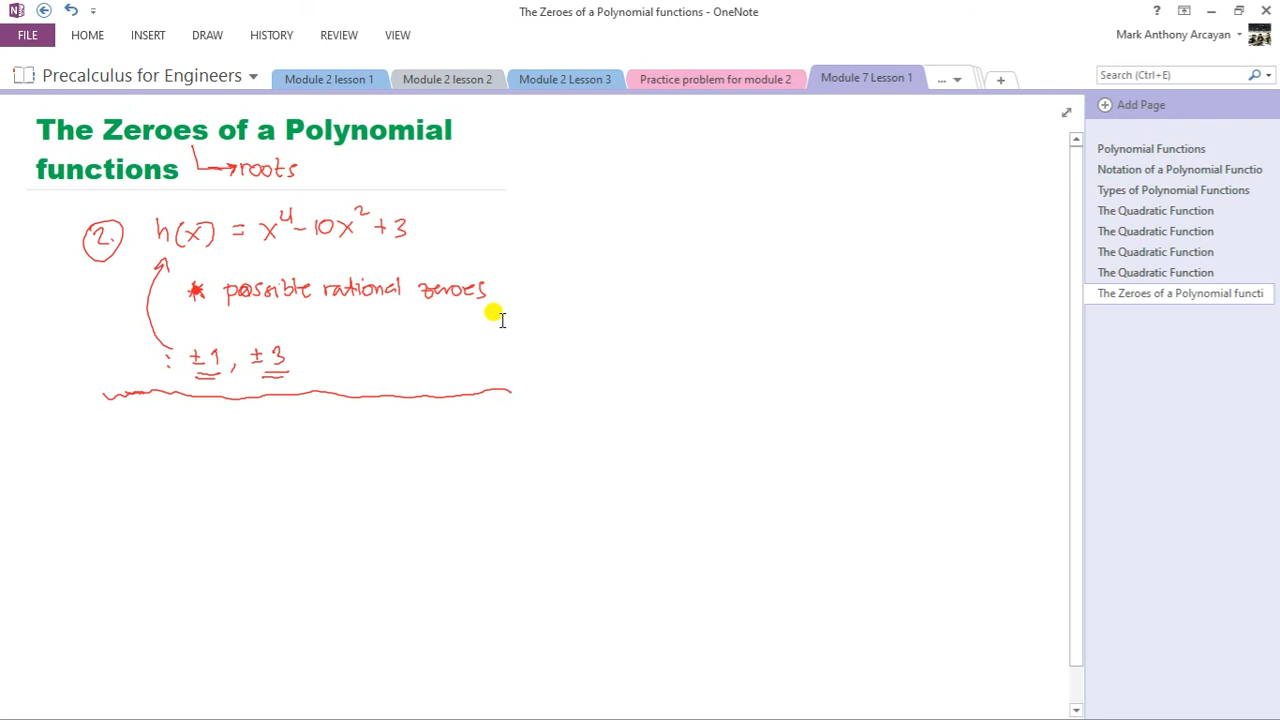 The Zeroes of a Polynomial functions - OneNote
?
FILE HOME INSERT DRAW HISTORY REVIEW VIEW
Mark Anthony Arcayan
Precalculus for Engineers
Module 2 lesson 1
Module 2 lesson 2
Module 2 Lesson 3
Practice problem for module 2
Module 7 Lesson 1
...
Search (Ctrl+E)
Add Page
Polynomial Functions
Notation of a Polynomial Functio
Types of Polynomial Functions
The Quadratic Function
The Quadratic Function
The Quadratic Function
The Quadratic Function
The Zeroes of a Polynomial functi
The Zeroes of a Polynomial
functions
roots
2. h(x) = x⁴ - 10x² + 3
* possible rational zeroes
: ±1, ±3